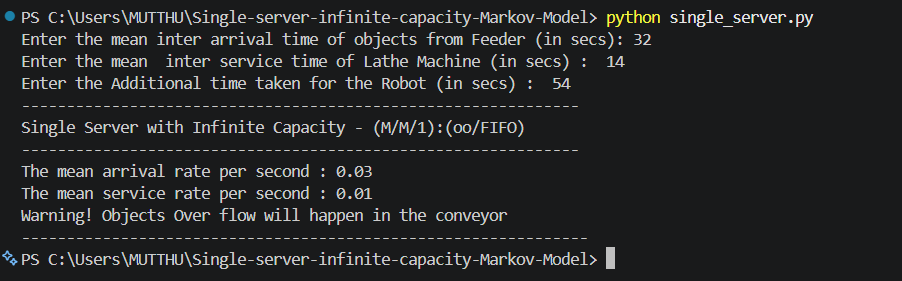 PS C:\Users\MUTTHU\Single-server-infinite-capacity-Markov-Model> python single_server.py
Enter the mean inter arrival time of objects from Feeder (in secs): 32
Enter the mean  inter service time of Lathe Machine (in secs) :  14
Enter the Additional time taken for the Robot (in secs) :  54
--------------------------------------------------------------
Single Server with Infinite Capacity - (M/M/1):(oo/FIFO)
--------------------------------------------------------------
The mean arrival rate per second : 0.03
The mean service rate per second : 0.01
Warning! Objects Over flow will happen in the conveyor
---------------------------------------------------------------
PS C:\Users\MUTTHU\Single-server-infinite-capacity-Markov-Model>